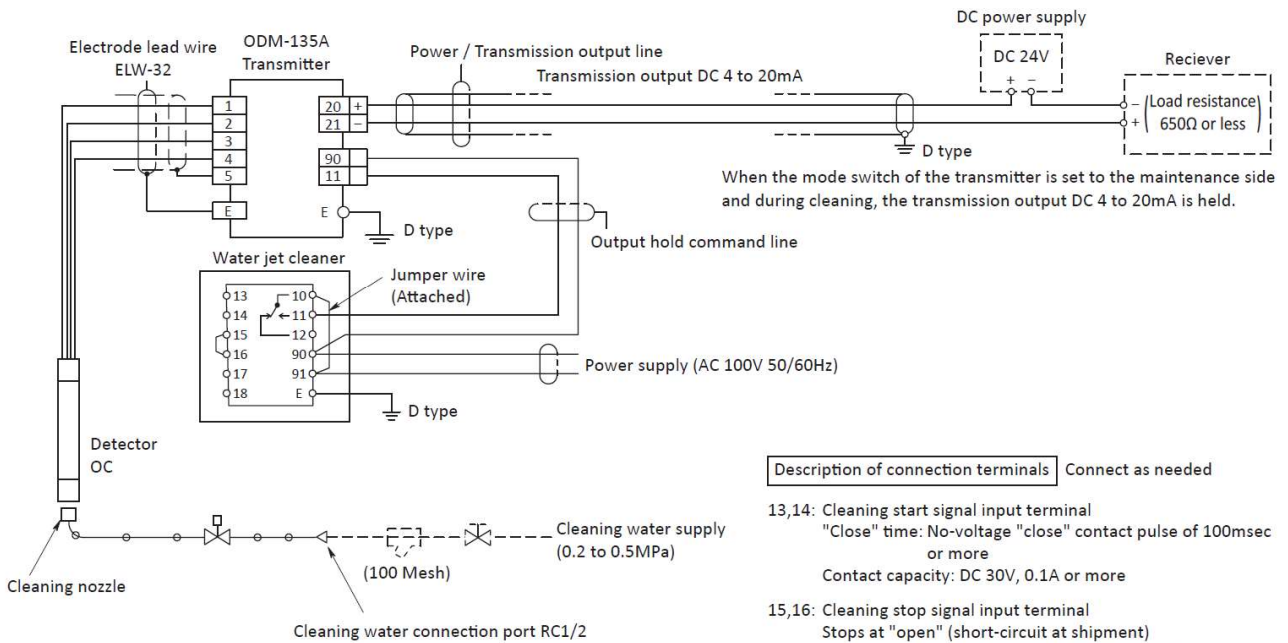 DC power supply
DC 24V
+ −
Reciever
− (Load resistance
+ 650Ω or less)
Electrode lead wire
ELW-32
ODM-135A
Transmitter
Power / Transmission output line
Transmission output DC 4 to 20mA
1
2
3
4
5
E
20 +
21 −
90
11
E
D type
D type
When the mode switch of the transmitter is set to the maintenance side
and during cleaning, the transmission output DC 4 to 20mA is held.
Output hold command line
Water jet cleaner
Jumper wire
(Attached)
13 10
14 11
15 12
16 90
17 91
18 E
Power supply (AC 100V 50/60Hz)
D type
Detector
OC
Cleaning nozzle
(100 Mesh)
Cleaning water supply
(0.2 to 0.5MPa)
Cleaning water connection port RC1/2
Description of connection terminals Connect as needed
13,14: Cleaning start signal input terminal
"Close" time: No-voltage "close" contact pulse of 100msec
or more
Contact capacity: DC 30V, 0.1A or more
15,16: Cleaning stop signal input terminal
Stops at "open" (short-circuit at shipment)